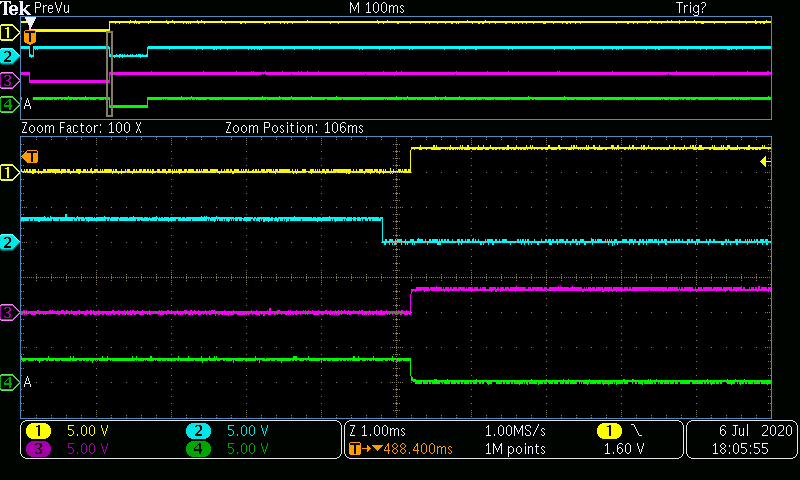 Tek PreVu M 100ms Trig?
1
T
2
3
4 A
Zoom Factor: 100 X Zoom Position: 106ms
T
1
2
3
4 A
1 5.00 V 2 5.00 V Z 1.00ms 1.00MS/s 1 6 Jul 2020
3 5.00 V 4 5.00 V T→▼488.400ms 1M points 1.60 V 18:05:55